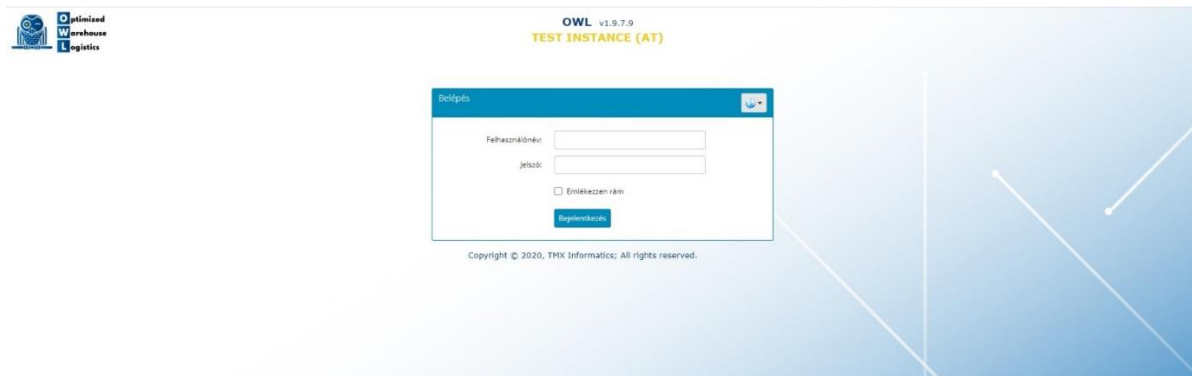 Optimized
Warehouse
Logistics
OWL v1.9.7.9
TEST INSTANCE (AT)
Belépés
Felhasználónév:
Jelszó:
Emlékezzen rám
Bejelentkezés
Copyright © 2020, TMX Informatics; All rights reserved.